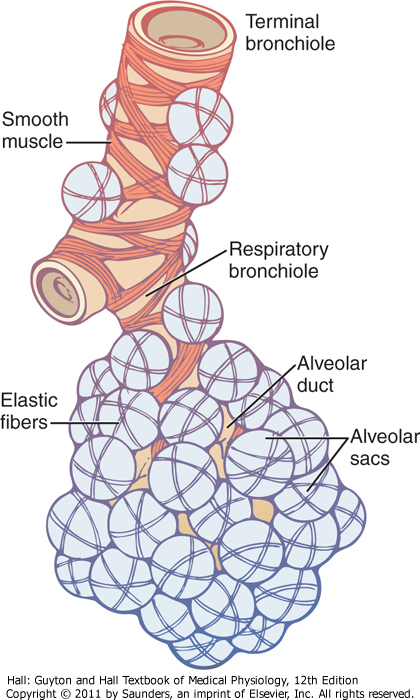 Terminal
bronchiole
Smooth
muscle
Respiratory
bronchiole
Alveolar
duct
Elastic
fibers
Alveolar
sacs
Hall: Guyton and Hall Textbook of Medical Physiology, 12th Edition
Copyright © 2011 by Saunders, an imprint of Elsevier, Inc. All rights reserved.